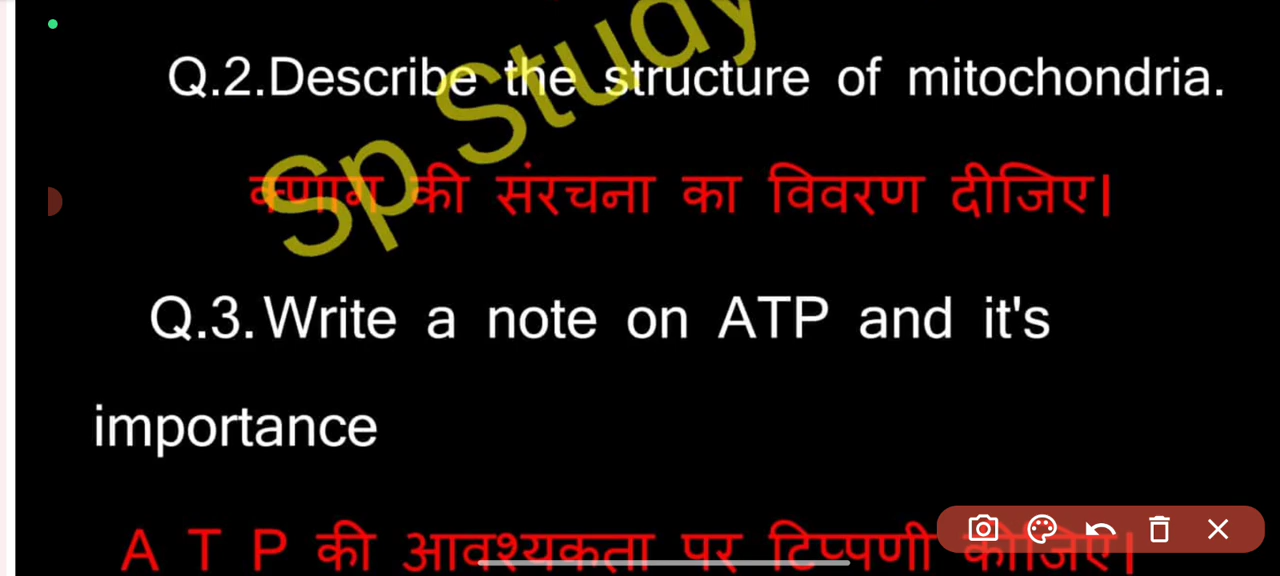 Q.2.Describe the structure of mitochondria.
कणाभ की संरचना का विवरण दीजिए।
Sp Study
Q.3. Write a note on ATP and it's
importance
A T P की आवश्यकता पर टिप्पणी कीजिए।